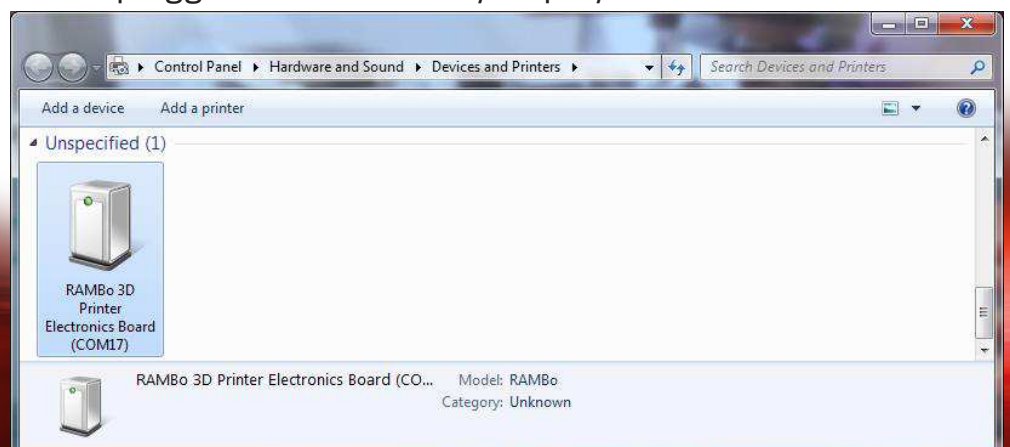 Control Panel ▸ Hardware and Sound ▸ Devices and Printers ▸ Search Devices and Printers
Add a device Add a printer
Unspecified (1)
RAMBo 3D
Printer
Electronics Board
(COM17)
RAMBo 3D Printer Electronics Board (CO... Model: RAMBo
Category: Unknown